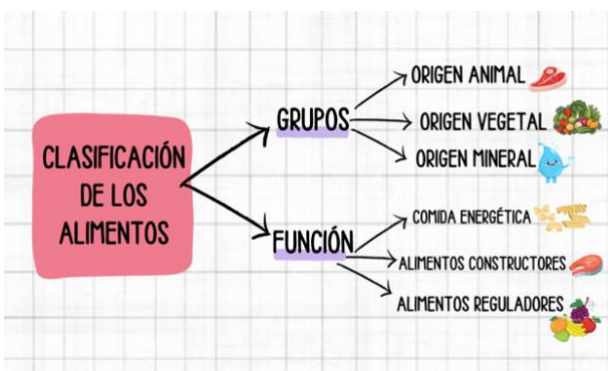 CLASIFICACIÓN
DE LOS
ALIMENTOS
GRUPOS
ORIGEN ANIMAL
ORIGEN VEGETAL
ORIGEN MINERAL
FUNCIÓN
COMIDA ENERGÉTICA
ALIMENTOS CONSTRUCTORES
ALIMENTOS REGULADORES